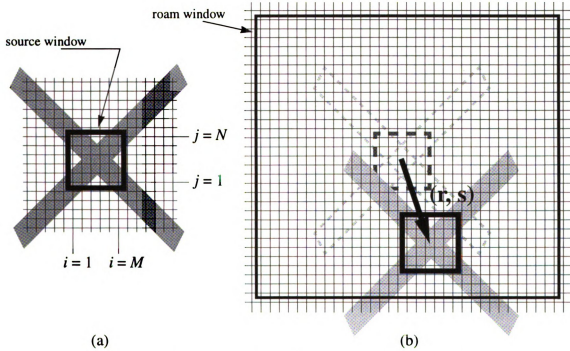 roam window
source window
j = N
j = 1
(r, s)
i = 1
i = M
(a)
(b)